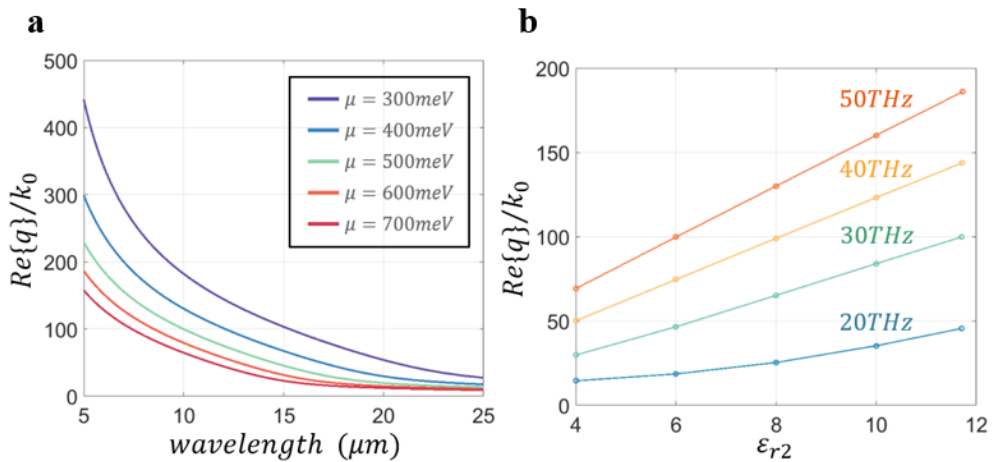 a
500
400
300
200
100
0
5
10
15
20
25
Re{q}/k₀
wavelength (μm)
μ = 300meV
μ = 400meV
μ = 500meV
μ = 600meV
μ = 700meV
b
200
150
100
50
0
4
6
8
10
12
Re{q}/k₀
εᵣ₂
50THz
40THz
30THz
20THz